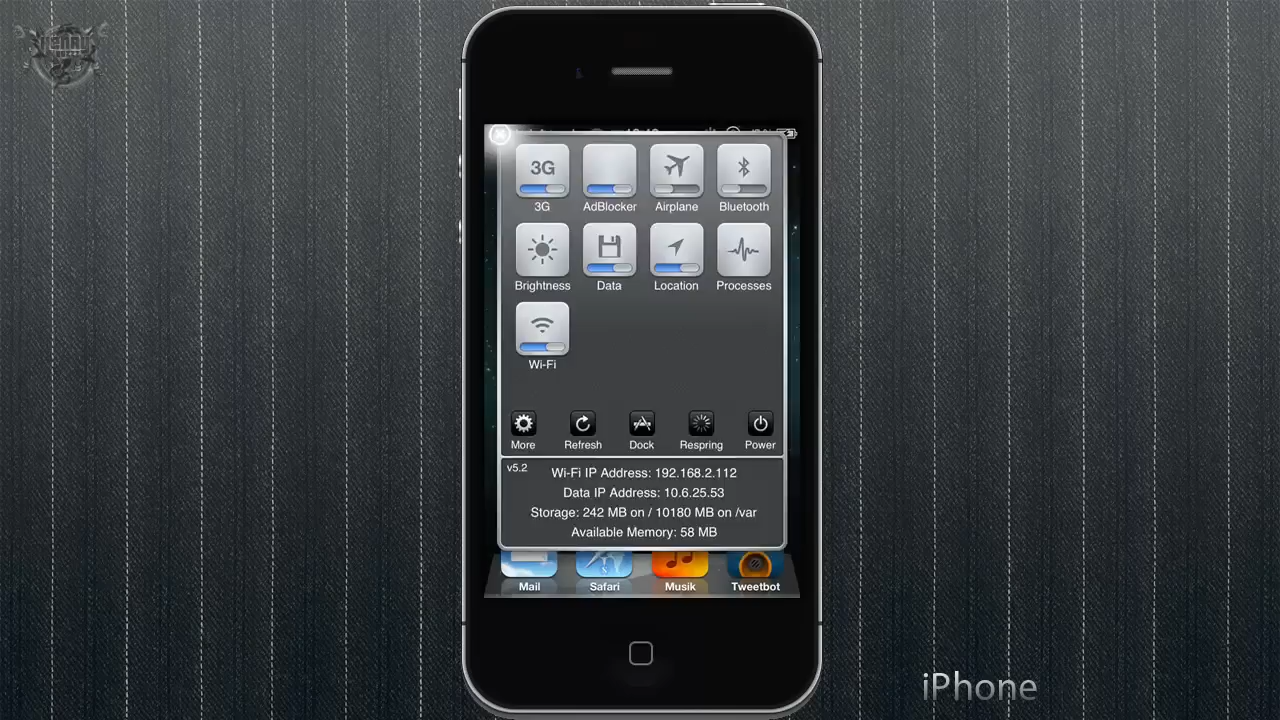 3G
3G AdBlocker Airplane Bluetooth
Brightness Data Location Processes
Wi-Fi
More Refresh Dock Respring Power
v5.2
Wi-Fi IP Address: 192.168.2.112
Data IP Address: 10.6.25.53
Storage: 242 MB on / 10180 MB on /var
Available Memory: 58 MB
Mail Safari Musik Tweetbot
iPhone